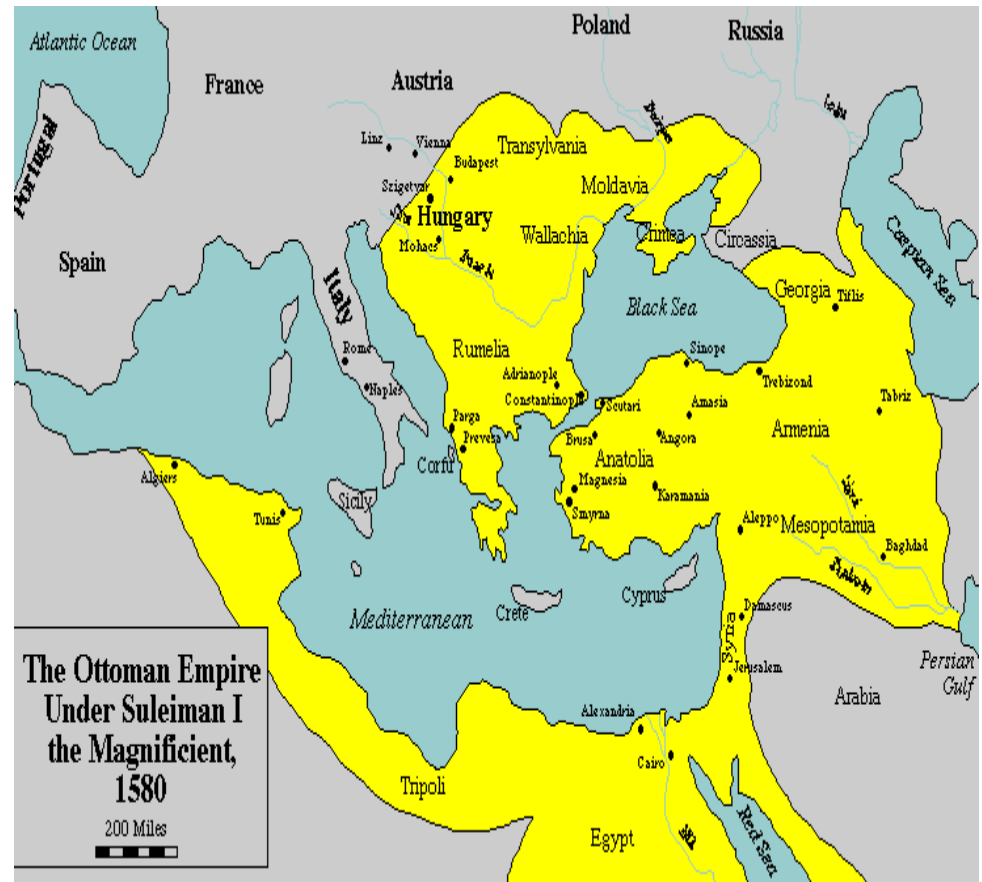 Atlantic Ocean
Portugal
Spain
France
Austria
Poland
Russia
Linz
Vienna
Budapest
Szigetvar
Hungary
Mohacs
Transylvania
Moldavia
Wallachia
Crimea
Circassia
Caspian Sea
Georgia
Tiflis
Black Sea
Italy
Rome
Naples
Rumelia
Adrianople
Constantinople
Scutari
Sinope
Trebizond
Tabriz
Amasia
Angora
Armenia
Brusa
Anatolia
Magnesia
Smyrna
Karamania
Parga
Prevesa
Corfu
Sicily
Algiers
Tunis
Aleppo
Mesopotamia
Baghdad
Crete
Cyprus
Mediterranean
Damascus
Syria
Jerusalem
Persian
Gulf
Arabia
Alexandria
Cairo
Tripoli
Egypt
Red Sea
The Ottoman Empire
Under Suleiman I
the Magnificient,
1580
200 Miles